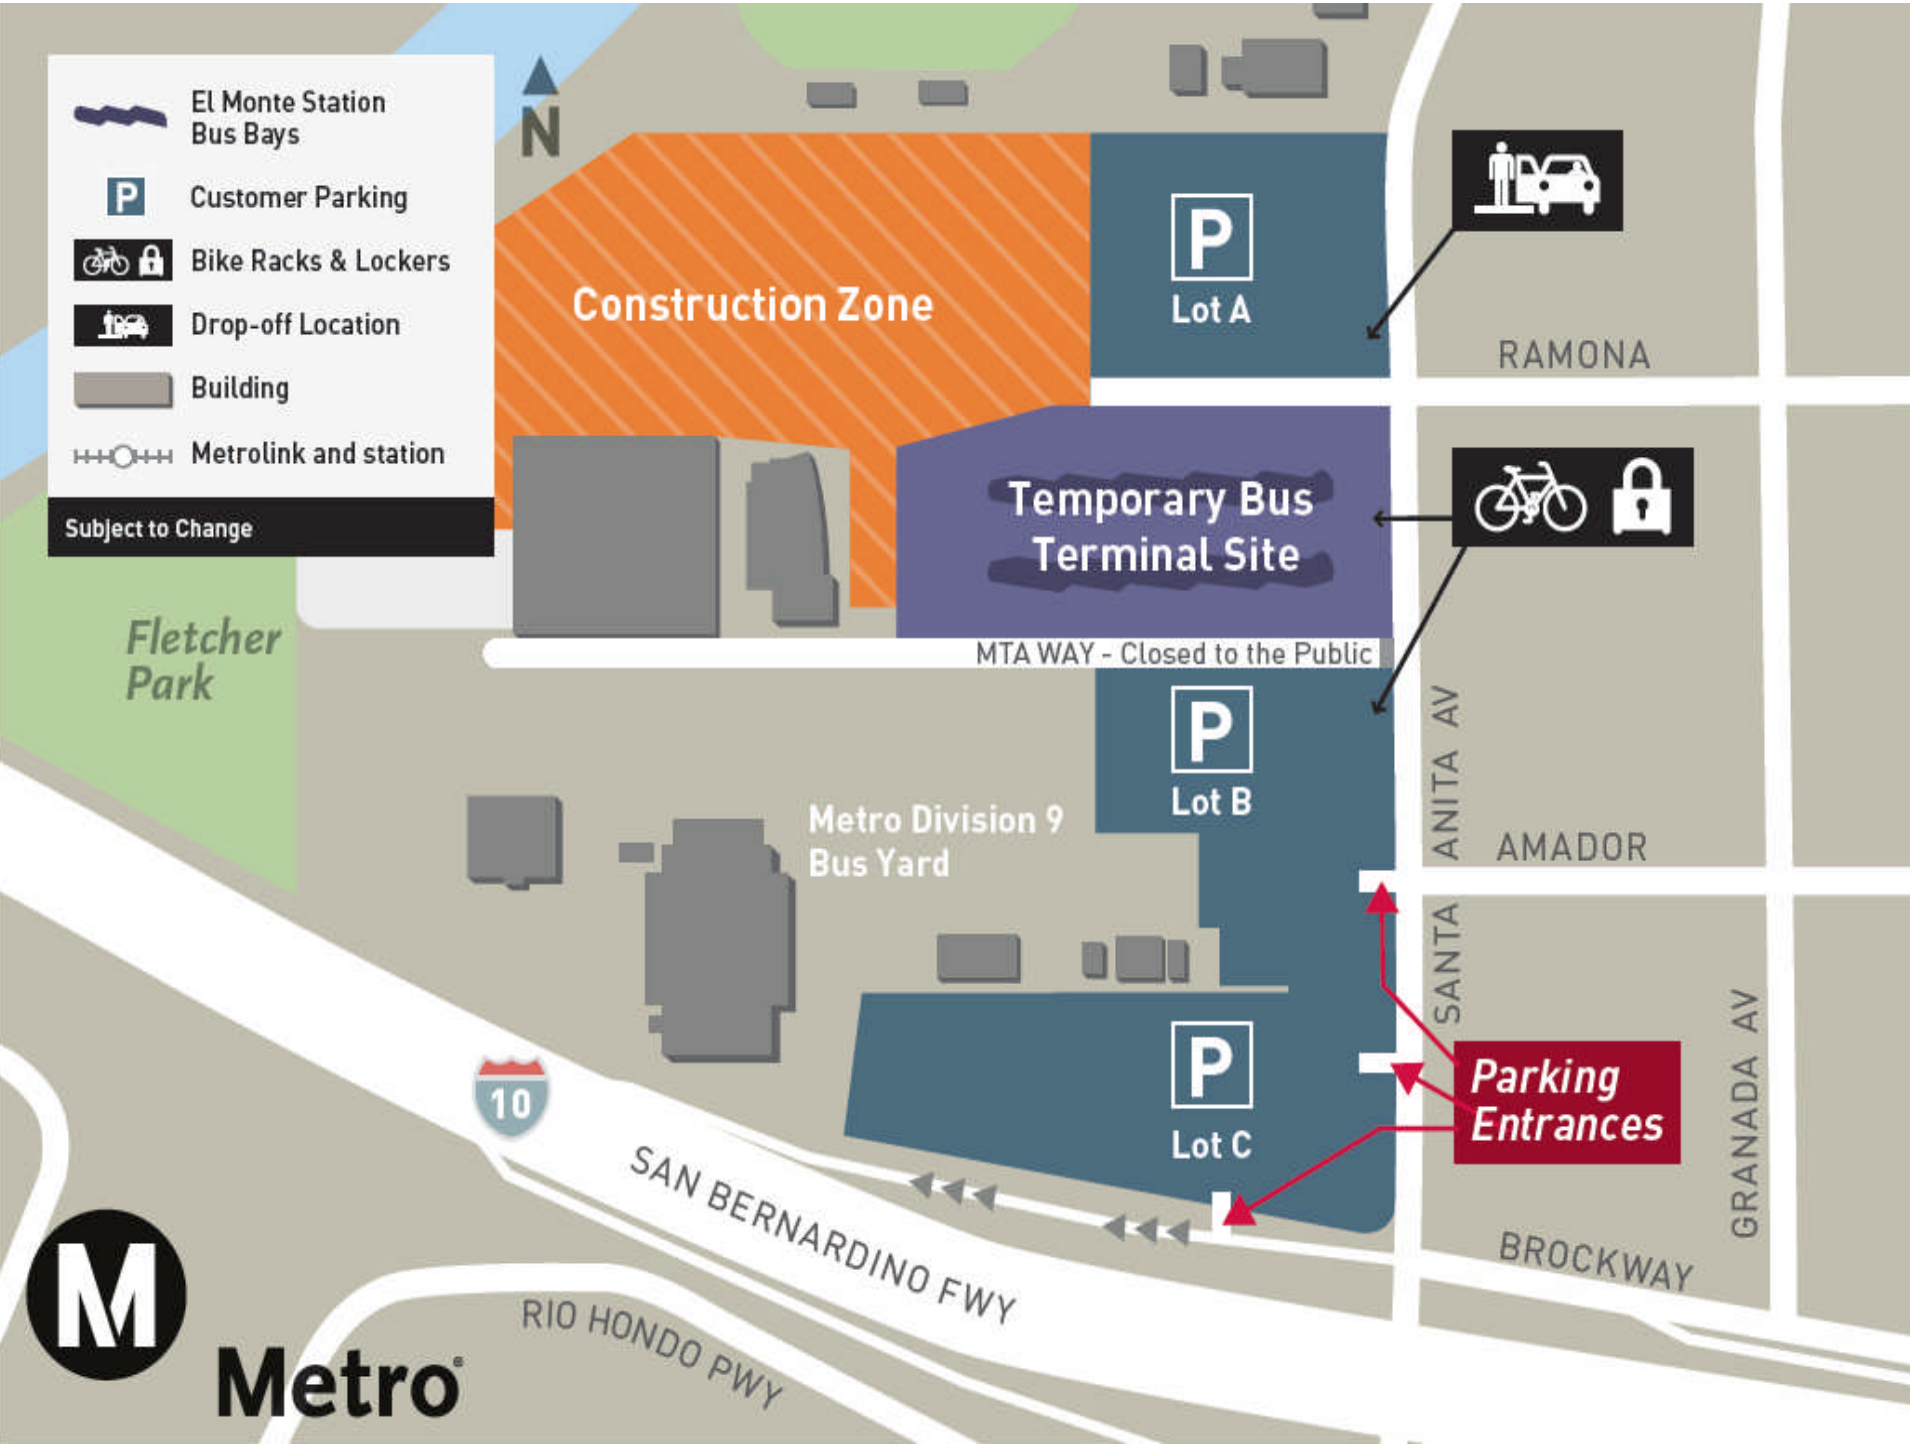 El Monte Station
Bus Bays
P
Customer Parking
Bike Racks & Lockers
Drop-off Location
Building
Metrolink and station
Subject to Change
N
Construction Zone
P
Lot A
RAMONA
Temporary Bus
Terminal Site
MTA WAY - Closed to the Public
Fletcher
Park
P
Lot B
Metro Division 9
Bus Yard
SANTA ANITA AV
AMADOR
P
Lot C
Parking
Entrances
GRANADA AV
10
SAN BERNARDINO FWY
BROCKWAY
RIO HONDO PWY
M
Metro®